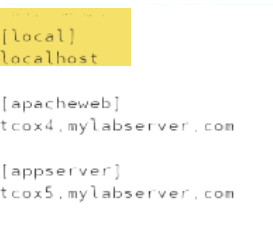 [local]
localhost
[apacheweb]
tcox4.mylabserver.com
[appserver]
tcox5.mylabserver.com